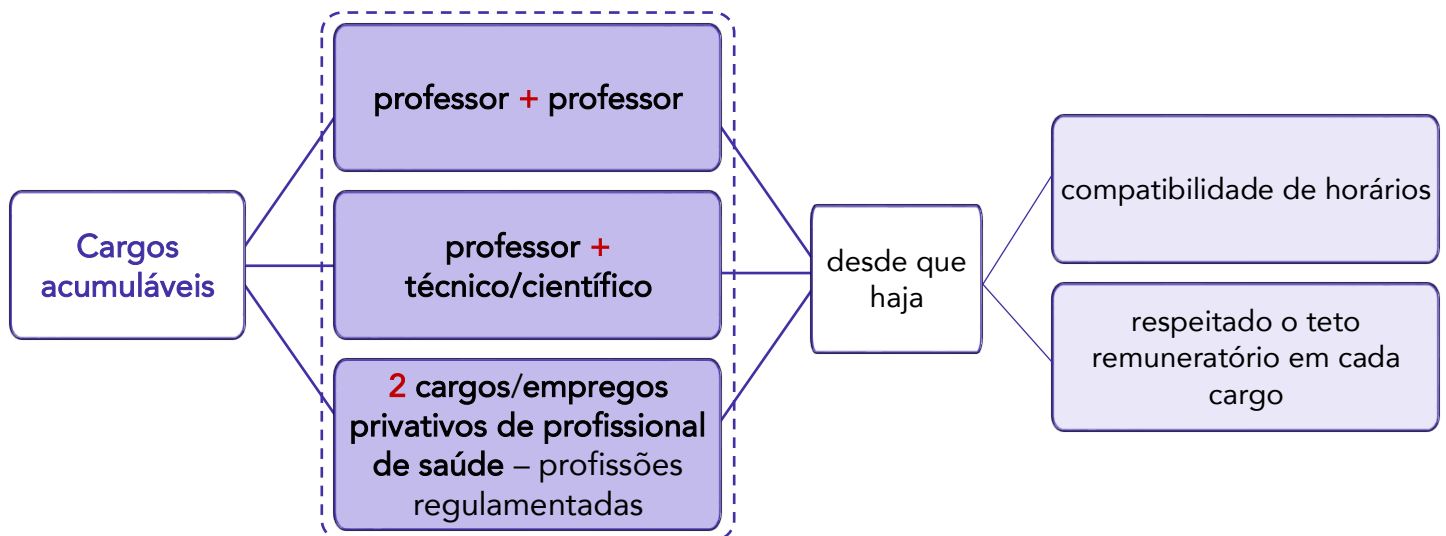 Cargos
acumuláveis
professor + professor
professor +
técnico/científico
2 cargos/empregos
privativos de profissional
de saúde – profissões
regulamentadas
desde que
haja
compatibilidade de horários
respeitado o teto
remuneratório em cada
cargo